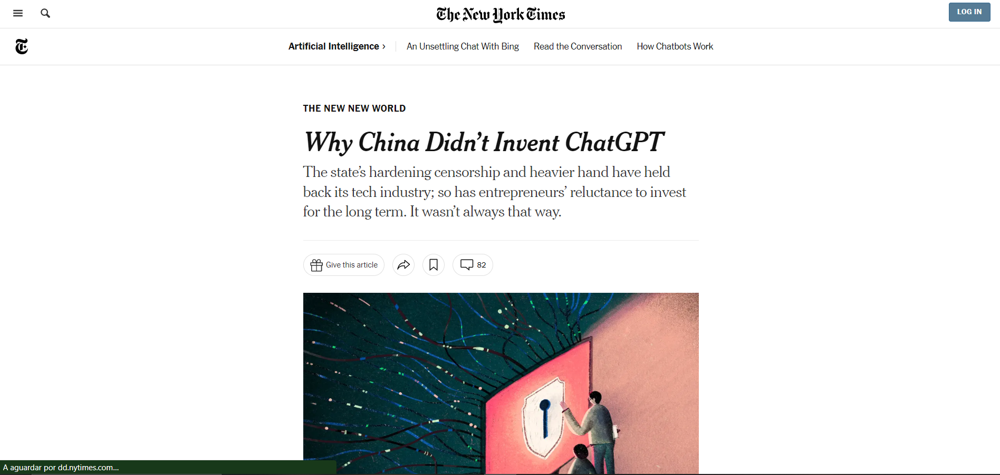 The New York Times
LOG IN
Artificial Intelligence ›
An Unsettling Chat With Bing
Read the Conversation
How Chatbots Work
THE NEW NEW WORLD
Why China Didn’t Invent ChatGPT
The state’s hardening censorship and heavier hand have held
back its tech industry; so has entrepreneurs’ reluctance to invest
for the long term. It wasn’t always that way.
Give this article
82
A aguardar por dd.nytimes.com...